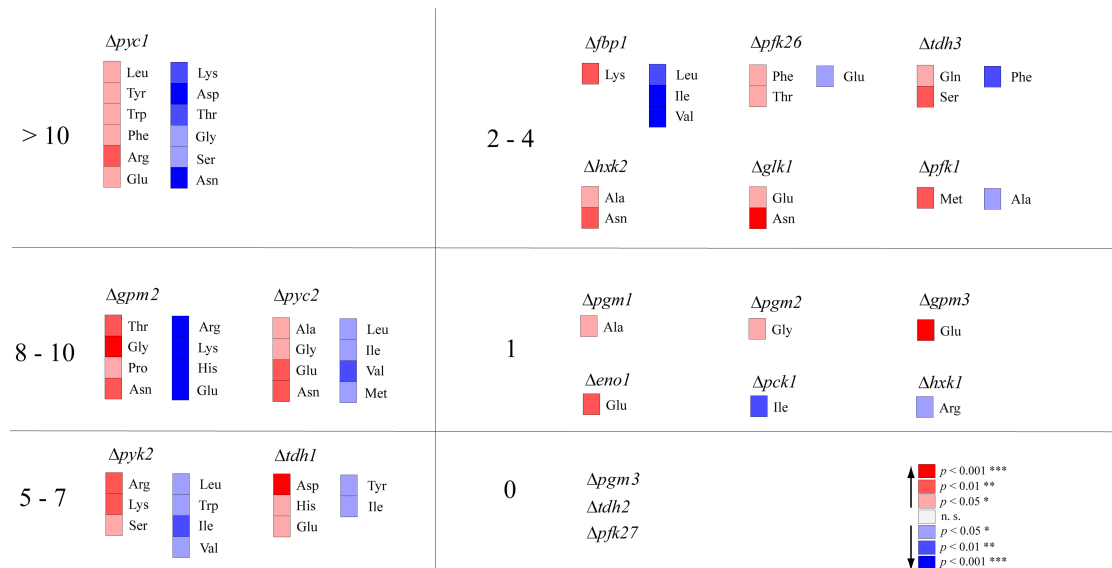 > 10
Δpyc1
Leu Lys
Tyr Asp
Trp Thr
Phe Gly
Arg Ser
Glu Asn
2 - 4
Δfbp1 Δpfk26 Δtdh3
Lys Leu Phe Glu Gln Phe
Ile Thr Ser
Val
Δhxk2 Δglk1 Δpfk1
Ala Glu Met Ala
Asn Asn
8 - 10
Δgpm2 Δpyc2
Thr Arg Ala Leu
Gly Lys Gly Ile
Pro His Glu Val
Asn Glu Asn Met
1
Δpgm1 Δpgm2 Δgpm3
Ala Gly Glu
Δeno1 Δpck1 Δhxk1
Glu Ile Arg
5 - 7
Δpyk2 Δtdh1
Arg Leu Asp Tyr
Lys Trp His Ile
Ser Ile Glu
Val
0
Δpgm3
Δtdh2
Δpfk27
p < 0.001 ***
p < 0.01 **
p < 0.05 *
n. s.
p < 0.05 *
p < 0.01 **
p < 0.001 ***